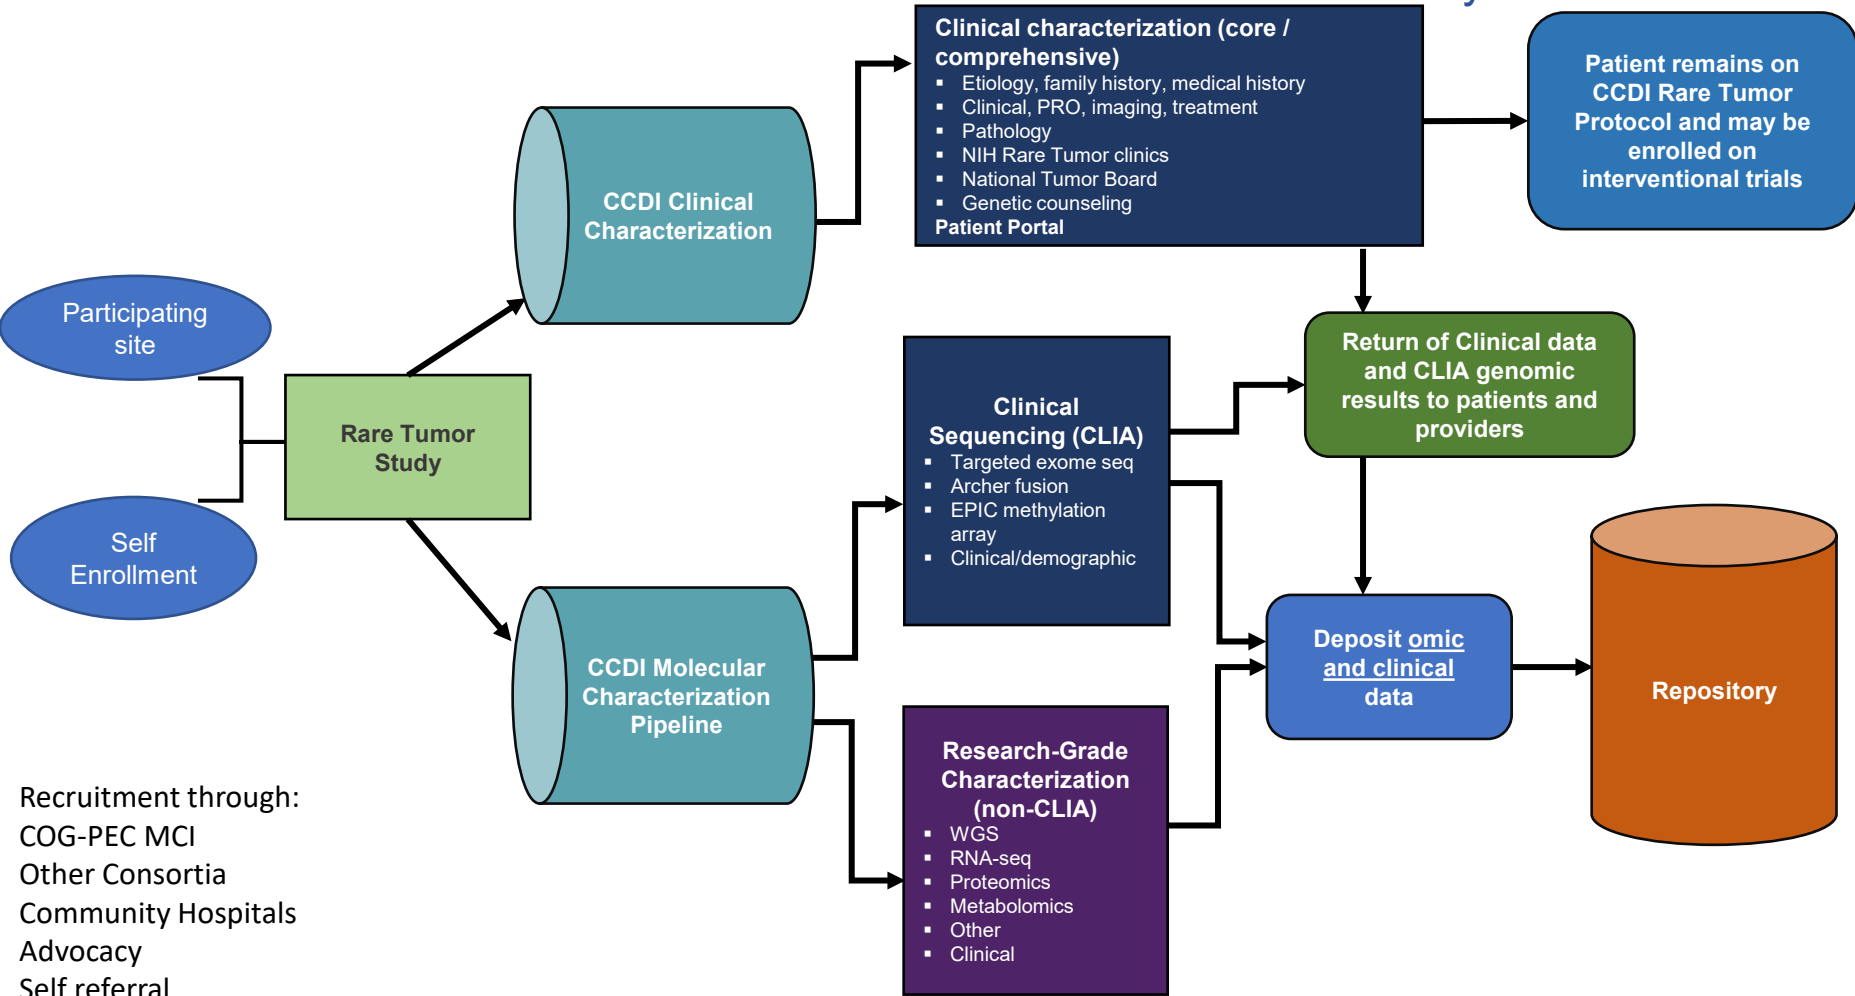 Clinical characterization (core /
comprehensive)
▪ Etiology, family history, medical history
▪ Clinical, PRO, imaging, treatment
▪ Pathology
▪ NIH Rare Tumor clinics
▪ National Tumor Board
▪ Genetic counseling
Patient Portal
Patient remains on
CCDI Rare Tumor
Protocol and may be
enrolled on
interventional trials
CCDI Clinical
Characterization
Participating
site
Rare Tumor
Study
Self
Enrollment
Clinical
Sequencing (CLIA)
▪ Targeted exome seq
▪ Archer fusion
▪ EPIC methylation
array
▪ Clinical/demographic
Return of Clinical data
and CLIA genomic
results to patients and
providers
CCDI Molecular
Characterization
Pipeline
Deposit omic
and clinical
data
Repository
Research-Grade
Characterization
(non-CLIA)
▪ WGS
▪ RNA-seq
▪ Proteomics
▪ Metabolomics
▪ Other
▪ Clinical
Recruitment through:
COG-PEC MCI
Other Consortia
Community Hospitals
Advocacy
Self referral